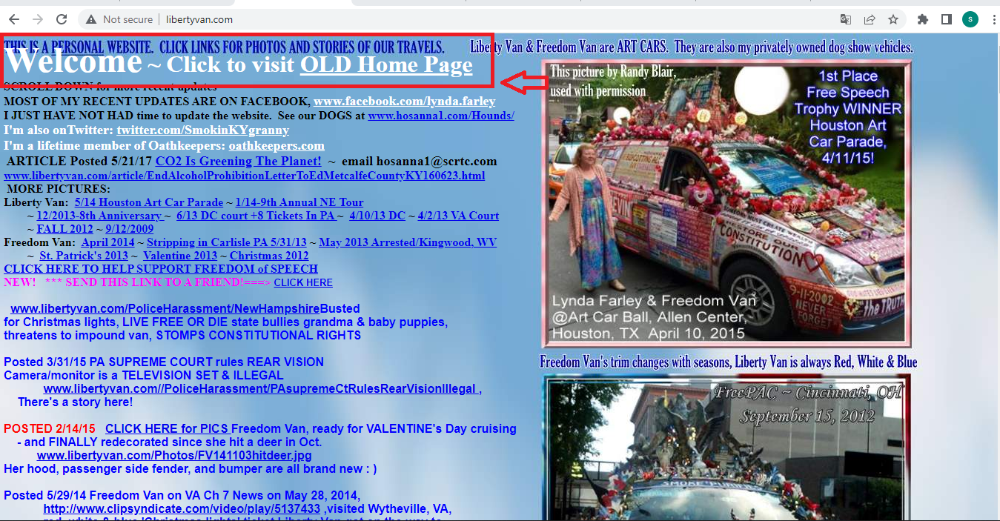 Not secure | libertyvan.com
S
THIS IS A PERSONAL WEBSITE. CLICK LINKS FOR PHOTOS AND STORIES OF OUR TRAVELS.
Welcome ~ Click to visit OLD Home Page
SCROLL DOWN for more recent updates
MOST OF MY RECENT UPDATES ARE ON FACEBOOK, www.facebook.com/lynda.farley
I JUST HAVE NOT HAD time to update the website. See our DOGS at www.hosanna1.com/Hounds/
I'm also onTwitter: twitter.com/SmokinKYgranny
I'm a lifetime member of Oathkeepers: oathkeepers.com
ARTICLE Posted 5/21/17 CO2 Is Greening The Planet! ~ email hosanna1@scrtc.com
www.libertyvan.com/article/EndAlcoholProhibitionLetterToEdMetcalfeCountyKY160623.html
MORE PICTURES:
Liberty Van: 5/14 Houston Art Car Parade ~ 1/14-9th Annual NE Tour
~ 12/2013-8th Anniversary ~ 6/13 DC court +8 Tickets In PA ~ 4/10/13 DC ~ 4/2/13 VA Court
~ FALL 2012 ~ 9/12/2009
Freedom Van: April 2014 ~ Stripping in Carlisle PA 5/31/13 ~ May 2013 Arrested/Kingwood, WV
~ St. Patrick's 2013 ~ Valentine 2013 ~ Christmas 2012
CLICK HERE TO HELP SUPPORT FREEDOM of SPEECH
NEW! *** SEND THIS LINK TO A FRIEND!===> CLICK HERE
www.libertyvan.com/PoliceHarassment/NewHampshireBusted
for Christmas lights, LIVE FREE OR DIE state bullies grandma & baby puppies,
threatens to impound van, STOMPS CONSTITUTIONAL RIGHTS
Posted 3/31/15 PA SUPREME COURT rules REAR VISION
Camera/monitor is a TELEVISION SET & ILLEGAL
www.libertyvan.com//PoliceHarassment/PAsupremeCtRulesRearVisionIllegal ,
There's a story here!
POSTED 2/14/15 CLICK HERE for PICS Freedom Van, ready for VALENTINE's Day cruising
- and FINALLY redecorated since she hit a deer in Oct.
www.libertyvan.com/Photos/FV141103hitdeer.jpg
Her hood, passenger side fender, and bumper are all brand new : )
Posted 5/29/14 Freedom Van on VA Ch 7 News on May 28, 2014,
http://www.clipsyndicate.com/video/play/5137433 ,visited Wytheville, VA,
Liberty Van & Freedom Van are ART CARS. They are also my privately owned dog show vehicles.
This picture by Randy Blair,
used with permission
1st Place
Free Speech
Trophy WINNER
Houston Art
Car Parade,
4/11/15!
CONSTITUTION
9-11-2002
NEVER
FORGET
the TRUTH
Lynda Farley & Freedom Van
@Art Car Ball, Allen Center,
Houston, TX April 10, 2015
Freedom Van's trim changes with seasons, Liberty Van is always Red, White & Blue
FreePAC ~ Cincinnati, OH
September 15, 2012